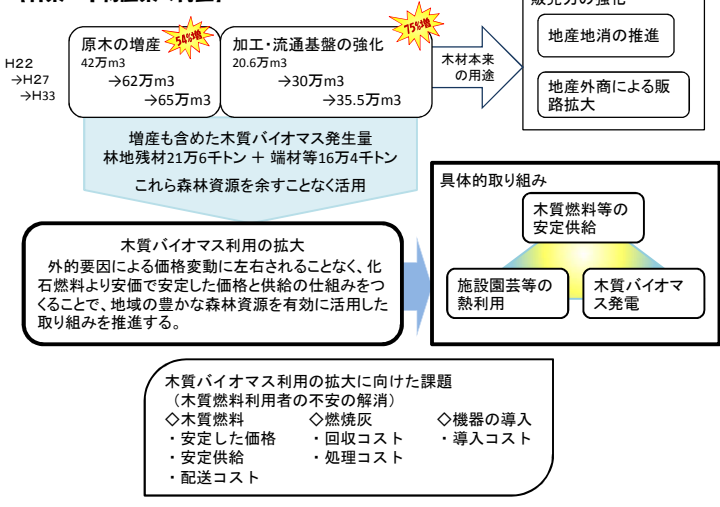 H22
→H27
→H33
原木の増産
54%増
42万m3
→62万m3
→65万m3
加工・流通基盤の強化
75%増
20.6万m3
→30万m3
→35.5万m3
木材本来
の用途
地産地消の推進
地産外商による販
路拡大
増産も含めた木質バイオマス発生量
林地残材21万6千トン ＋ 端材等16万4千トン
これら森林資源を余すことなく活用
木質バイオマス利用の拡大
外的要因による価格変動に左右されることなく、化
石燃料より安価で安定した価格と供給の仕組みをつ
くることで、地域の豊かな森林資源を有効に活用した
取り組みを推進する。
具体的取り組み
木質燃料等の
安定供給
施設園芸等の
熱利用
木質バイオマ
ス発電
木質バイオマス利用の拡大に向けた課題
（木質燃料利用者の不安の解消）
◇木質燃料 ◇燃焼灰 ◇機器の導入
・安定した価格 ・回収コスト ・導入コスト
・安定供給 ・処理コスト
・配送コスト